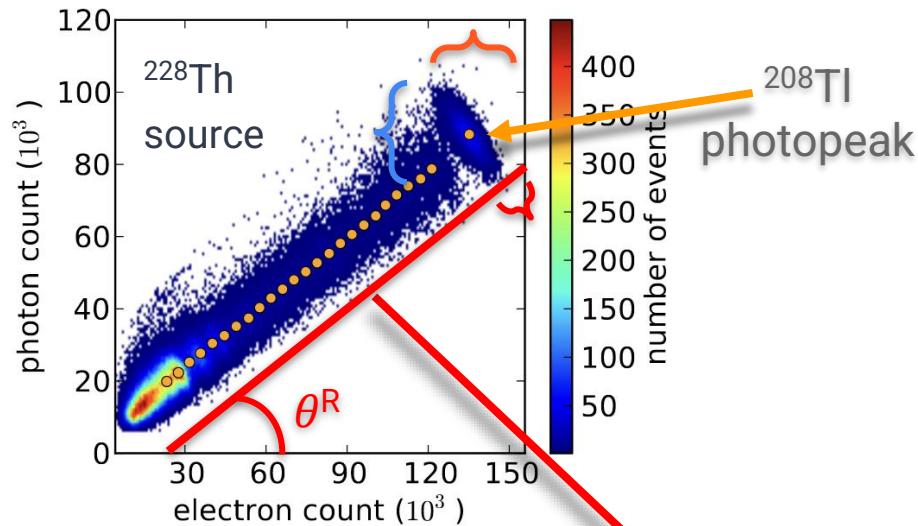 120
100
80
60
40
20
0
photon count (10³ )
30
60
90
120
150
electron count (10³ )
²²⁸Th
source
θᴿ
²⁰⁸Tl
photopeak
400
350
300
250
200
150
100
50
number of events